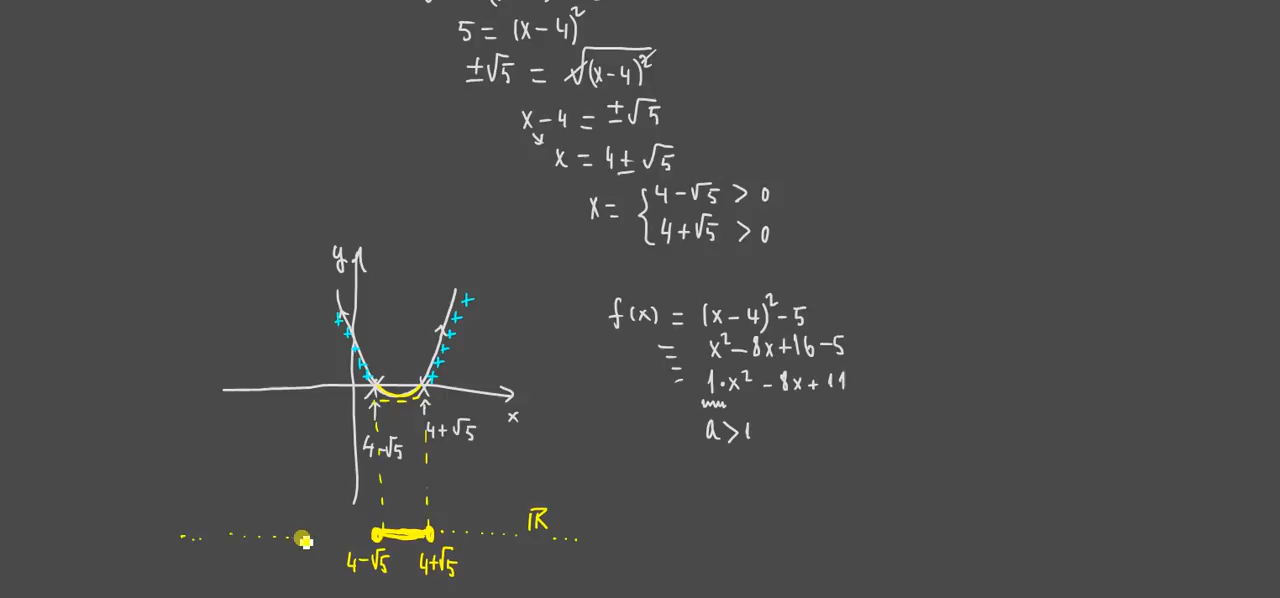 5 = (x − 4)²
±√5 = √(x−4)²
x − 4 = ±√5
x = 4 ± √5
x = { 4 − √5 > 0
4 + √5 > 0
y
f(x) = (x − 4)² − 5
= x² − 8x + 16 − 5
= 1·x² − 8x + 11
a > 1
x
4−√5
4+√5
ℝ
4−√5
4+√5